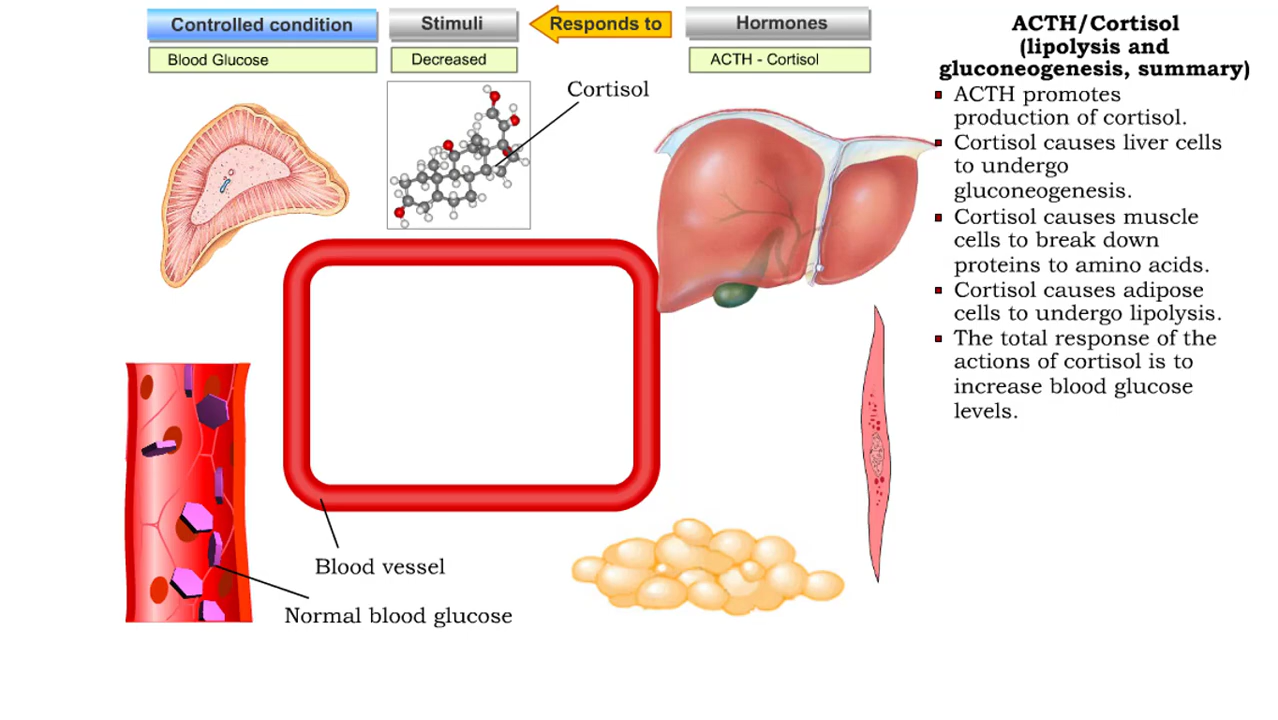 Controlled condition
Stimuli
Responds to
Hormones
Blood Glucose
Decreased
ACTH - Cortisol
Cortisol
Blood vessel
Normal blood glucose
ACTH/Cortisol
(lipolysis and
gluconeogenesis, summary)
ACTH promotes
production of cortisol.
Cortisol causes liver cells
to undergo
gluconeogenesis.
Cortisol causes muscle
cells to break down
proteins to amino acids.
Cortisol causes adipose
cells to undergo lipolysis.
The total response of the
actions of cortisol is to
increase blood glucose
levels.